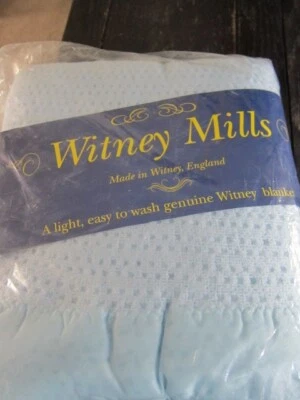 Witney Mills
Made in Witney, England
A light, easy to wash genuine Witney blanke